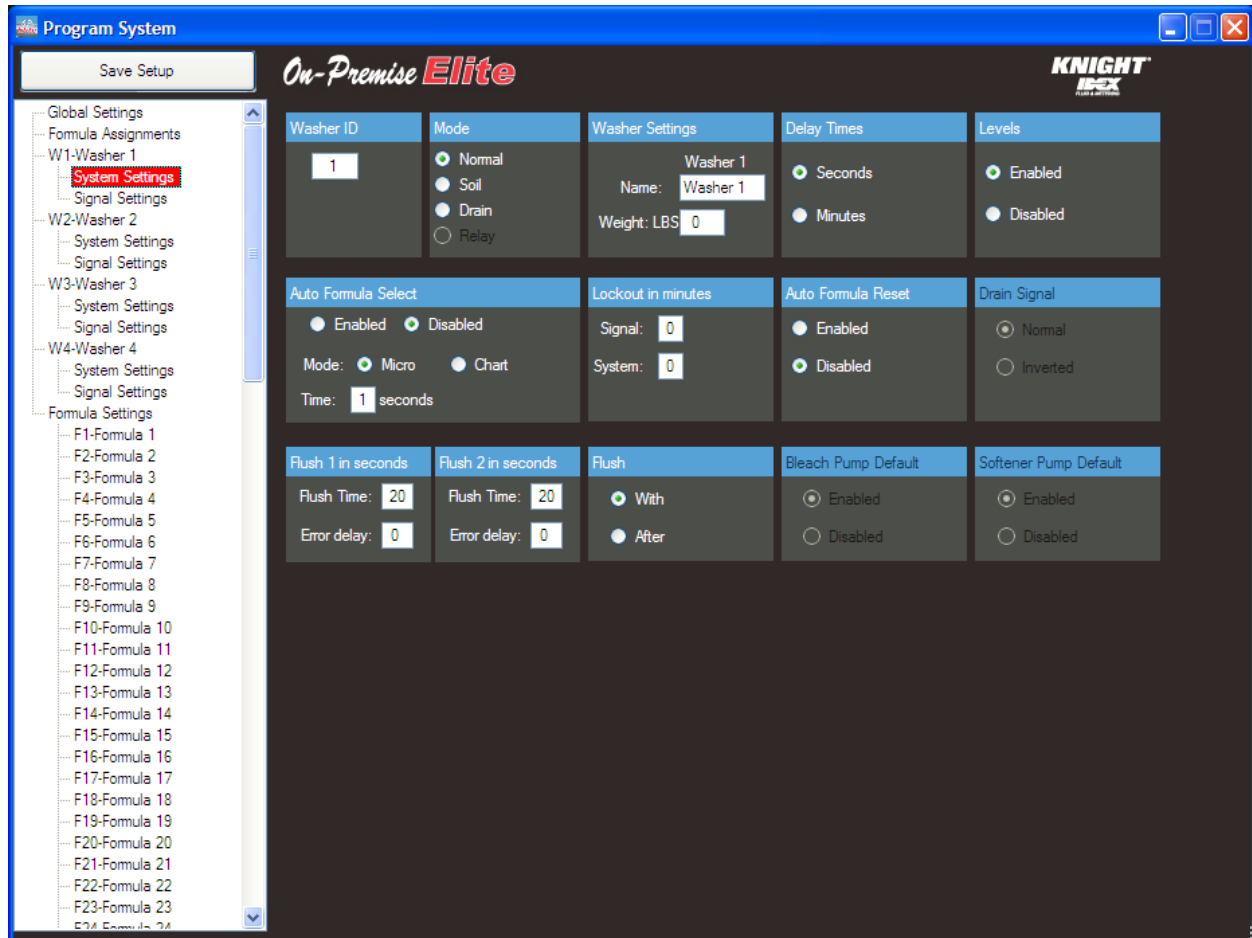 Program System
Save Setup
On-Premise Elite
KNIGHT
IDEX
Global Settings
Formula Assignments
W1-Washer 1
System Settings
Signal Settings
W2-Washer 2
System Settings
Signal Settings
W3-Washer 3
System Settings
Signal Settings
W4-Washer 4
System Settings
Signal Settings
Formula Settings
F1-Formula 1
F2-Formula 2
F3-Formula 3
F4-Formula 4
F5-Formula 5
F6-Formula 6
F7-Formula 7
F8-Formula 8
F9-Formula 9
F10-Formula 10
F11-Formula 11
F12-Formula 12
F13-Formula 13
F14-Formula 14
F15-Formula 15
F16-Formula 16
F17-Formula 17
F18-Formula 18
F19-Formula 19
F20-Formula 20
F21-Formula 21
F22-Formula 22
F23-Formula 23
F24-Formula 24
Washer ID
1
Mode
Normal
Soil
Drain
Relay
Washer Settings
Washer 1
Name: Washer 1
Weight: LBS 0
Delay Times
Seconds
Minutes
Levels
Enabled
Disabled
Auto Formula Select
Enabled Disabled
Mode: Micro Chart
Time: 1 seconds
Lockout in minutes
Signal: 0
System: 0
Auto Formula Reset
Enabled
Disabled
Drain Signal
Normal
Inverted
Flush 1 in seconds
Flush Time: 20
Error delay: 0
Flush 2 in seconds
Flush Time: 20
Error delay: 0
Flush
With
After
Bleach Pump Default
Enabled
Disabled
Softener Pump Default
Enabled
Disabled